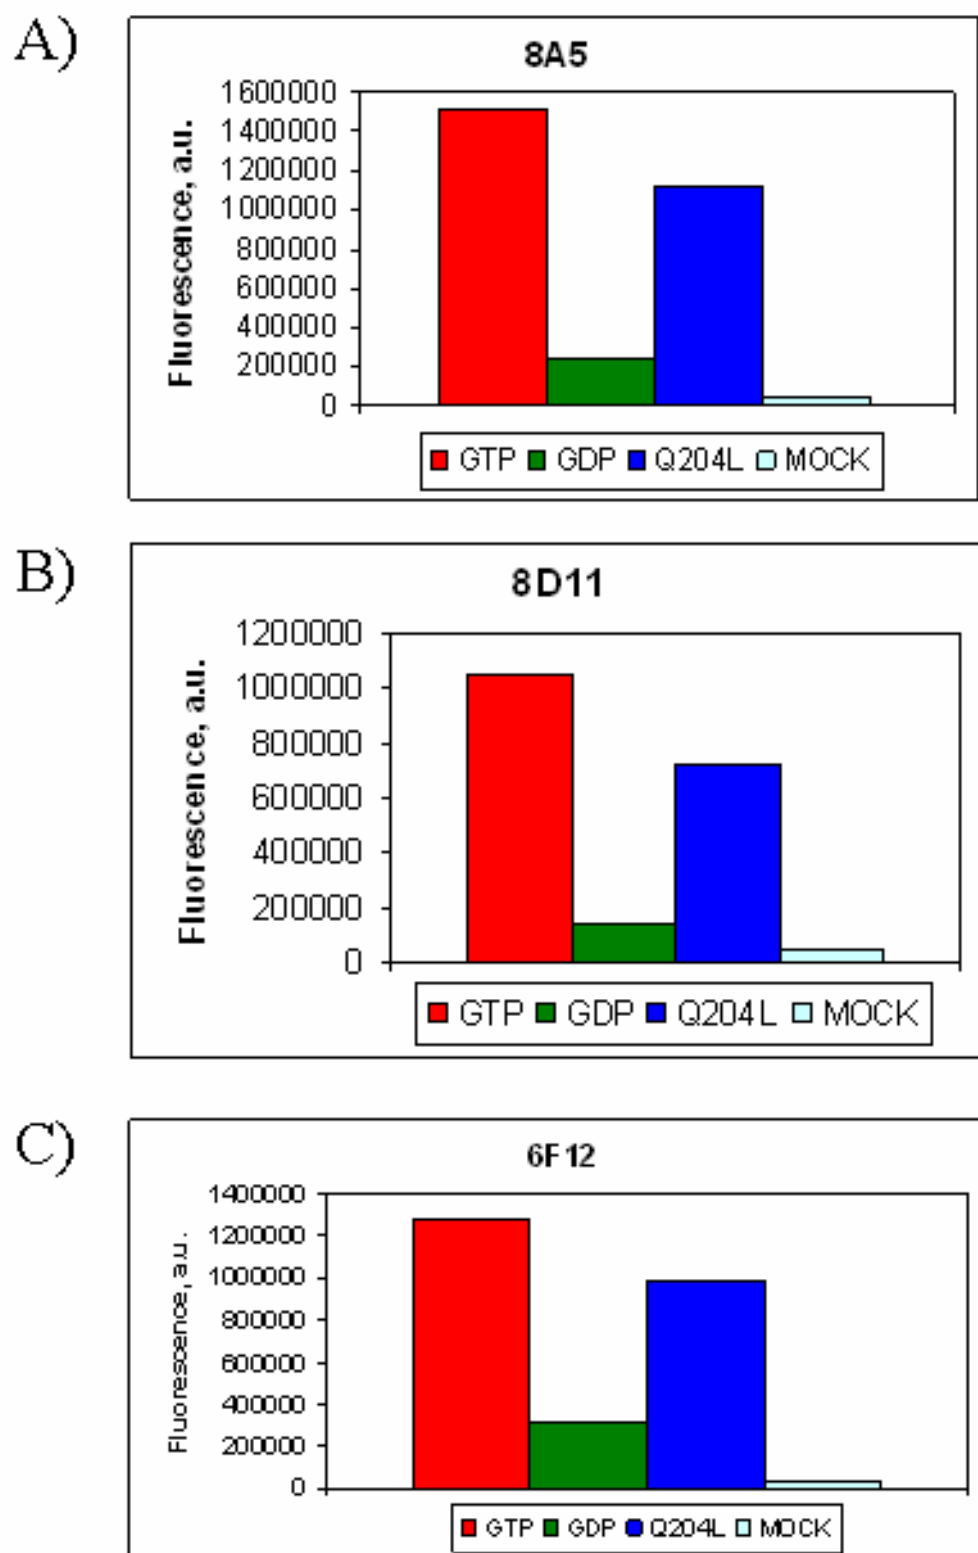 A)
8A5
Fluorescence, a.u.
1600000
1400000
1200000
1000000
800000
600000
400000
200000
0
GTP GDP Q204L MOCK
B)
8D11
Fluorescence, a.u.
1200000
1000000
800000
600000
400000
200000
0
GTP GDP Q204L MOCK
C)
6F12
Fluorescence, a.u.
1400000
1200000
1000000
800000
600000
400000
200000
0
GTP GDP Q204L MOCK